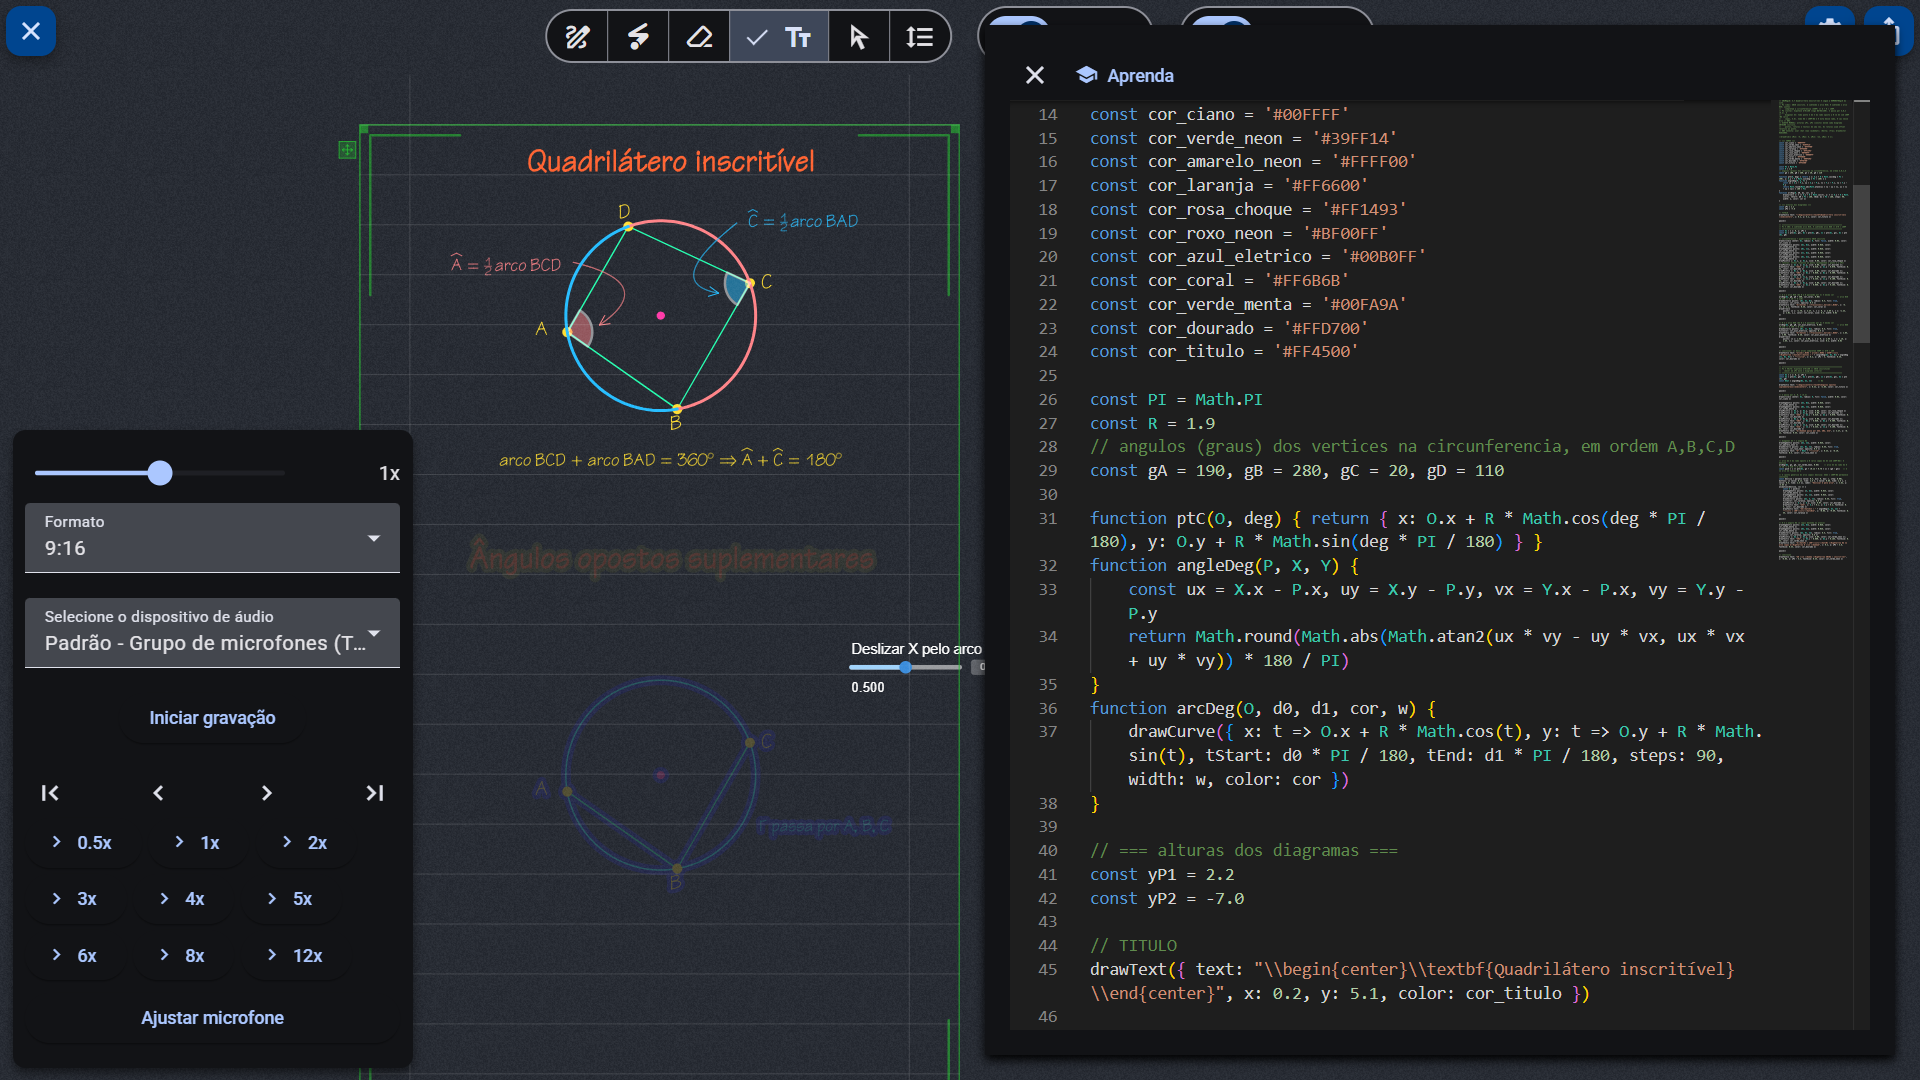 Quadrilátero inscritível
D
Ĉ = ½ arco BAD
Â = ½ arco BCD
C
A
B
arco BCD + arco BAD = 360° ⇒ Â + Ĉ = 180°
Ângulos opostos suplementares
Deslizar X pelo arco
0.500
C
A
Γ passa por A, B, C
B
1x
Formato
9:16
Selecione o dispositivo de áudio
Padrão - Grupo de microfones (T...
Iniciar gravação
0.5x 1x 2x
3x 4x 5x
6x 8x 12x
Ajustar microfone
Tт
Aprenda
14 const cor_ciano = '#00FFFF'
15 const cor_verde_neon = '#39FF14'
16 const cor_amarelo_neon = '#FFFF00'
17 const cor_laranja = '#FF6600'
18 const cor_rosa_choque = '#FF1493'
19 const cor_roxo_neon = '#BF00FF'
20 const cor_azul_eletrico = '#00B0FF'
21 const cor_coral = '#FF6B6B'
22 const cor_verde_menta = '#00FA9A'
23 const cor_dourado = '#FFD700'
24 const cor_titulo = '#FF4500'
25
26 const PI = Math.PI
27 const R = 1.9
28 // angulos (graus) dos vertices na circunferencia, em ordem A,B,C,D
29 const gA = 190, gB = 280, gC = 20, gD = 110
30
31 function ptC(O, deg) { return { x: O.x + R * Math.cos(deg * PI /
180), y: O.y + R * Math.sin(deg * PI / 180) } }
32 function angleDeg(P, X, Y) {
33 const ux = X.x - P.x, uy = X.y - P.y, vx = Y.x - P.x, vy = Y.y -
P.y
34 return Math.round(Math.abs(Math.atan2(ux * vy - uy * vx, ux * vx
+ uy * vy)) * 180 / PI)
35 }
36 function arcDeg(O, d0, d1, cor, w) {
37 drawCurve({ x: t => O.x + R * Math.cos(t), y: t => O.y + R * Math.
sin(t), tStart: d0 * PI / 180, tEnd: d1 * PI / 180, steps: 90,
width: w, color: cor })
38 }
39
40 // === alturas dos diagramas ===
41 const yP1 = 2.2
42 const yP2 = -7.0
43
44 // TITULO
45 drawText({ text: "\\begin{center}\\textbf{Quadrilátero inscritível}
\\end{center}", x: 0.2, y: 5.1, color: cor_titulo })
46